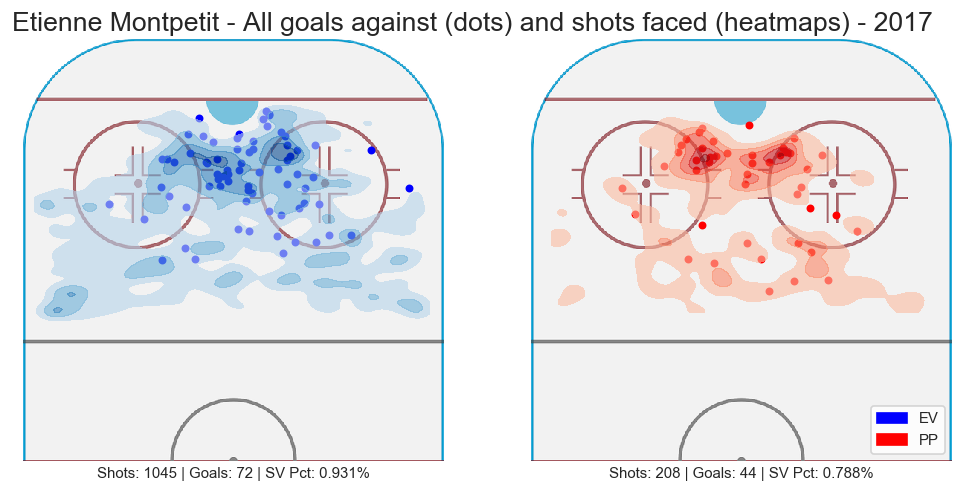 Etienne Montpetit - All goals against (dots) and shots faced (heatmaps) - 2017
EV
PP
Shots: 1045 | Goals: 72 | SV Pct: 0.931%
Shots: 208 | Goals: 44 | SV Pct: 0.788%